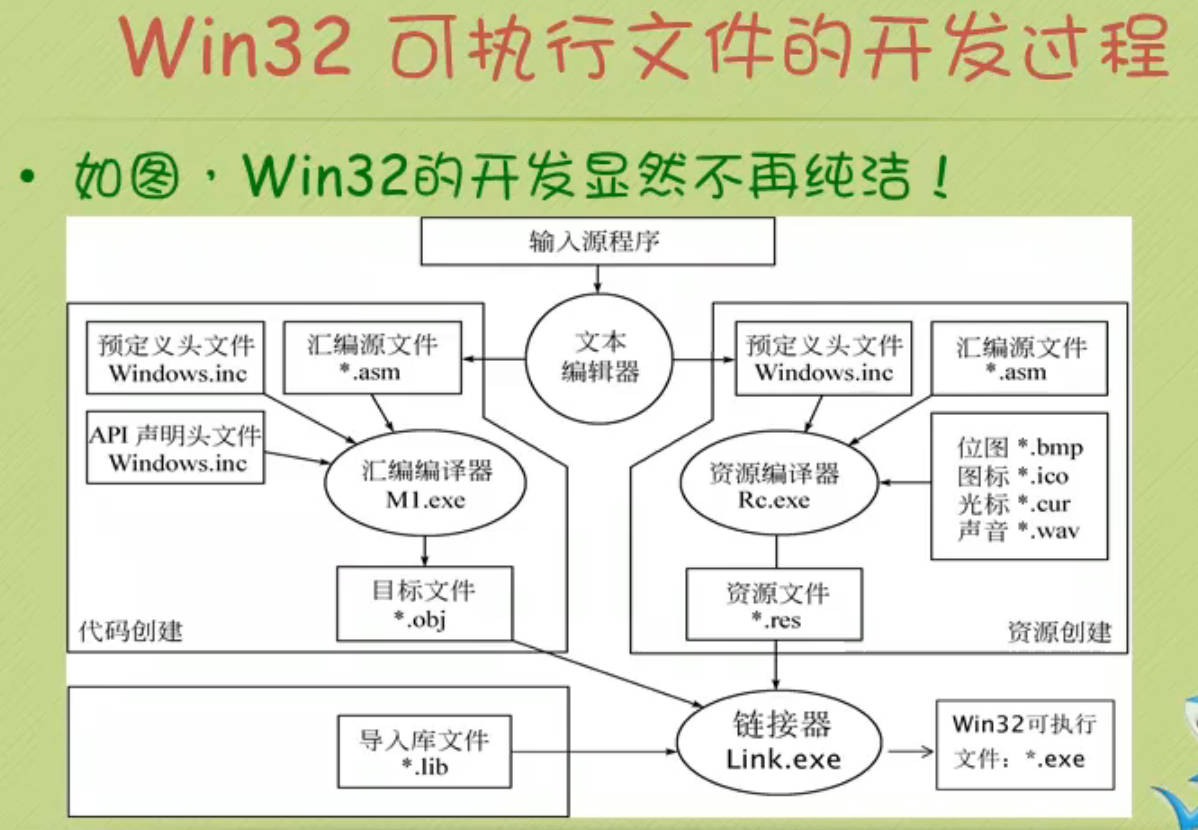 Win32 可执行文件的开发过程
• 如图，Win32的开发显然不再纯洁！
输入源程序
文本
编辑器
预定义头文件
Windows.inc
汇编源文件
*.asm
API 声明头文件
Windows.inc
汇编编译器
M1.exe
目标文件
*.obj
代码创建
预定义头文件
Windows.inc
汇编源文件
*.asm
位图 *.bmp
图标 *.ico
光标 *.cur
声音 *.wav
资源编译器
Rc.exe
资源文件
*.res
资源创建
导入库文件
*.lib
链接器
Link.exe
Win32可执行
文件：*.exe